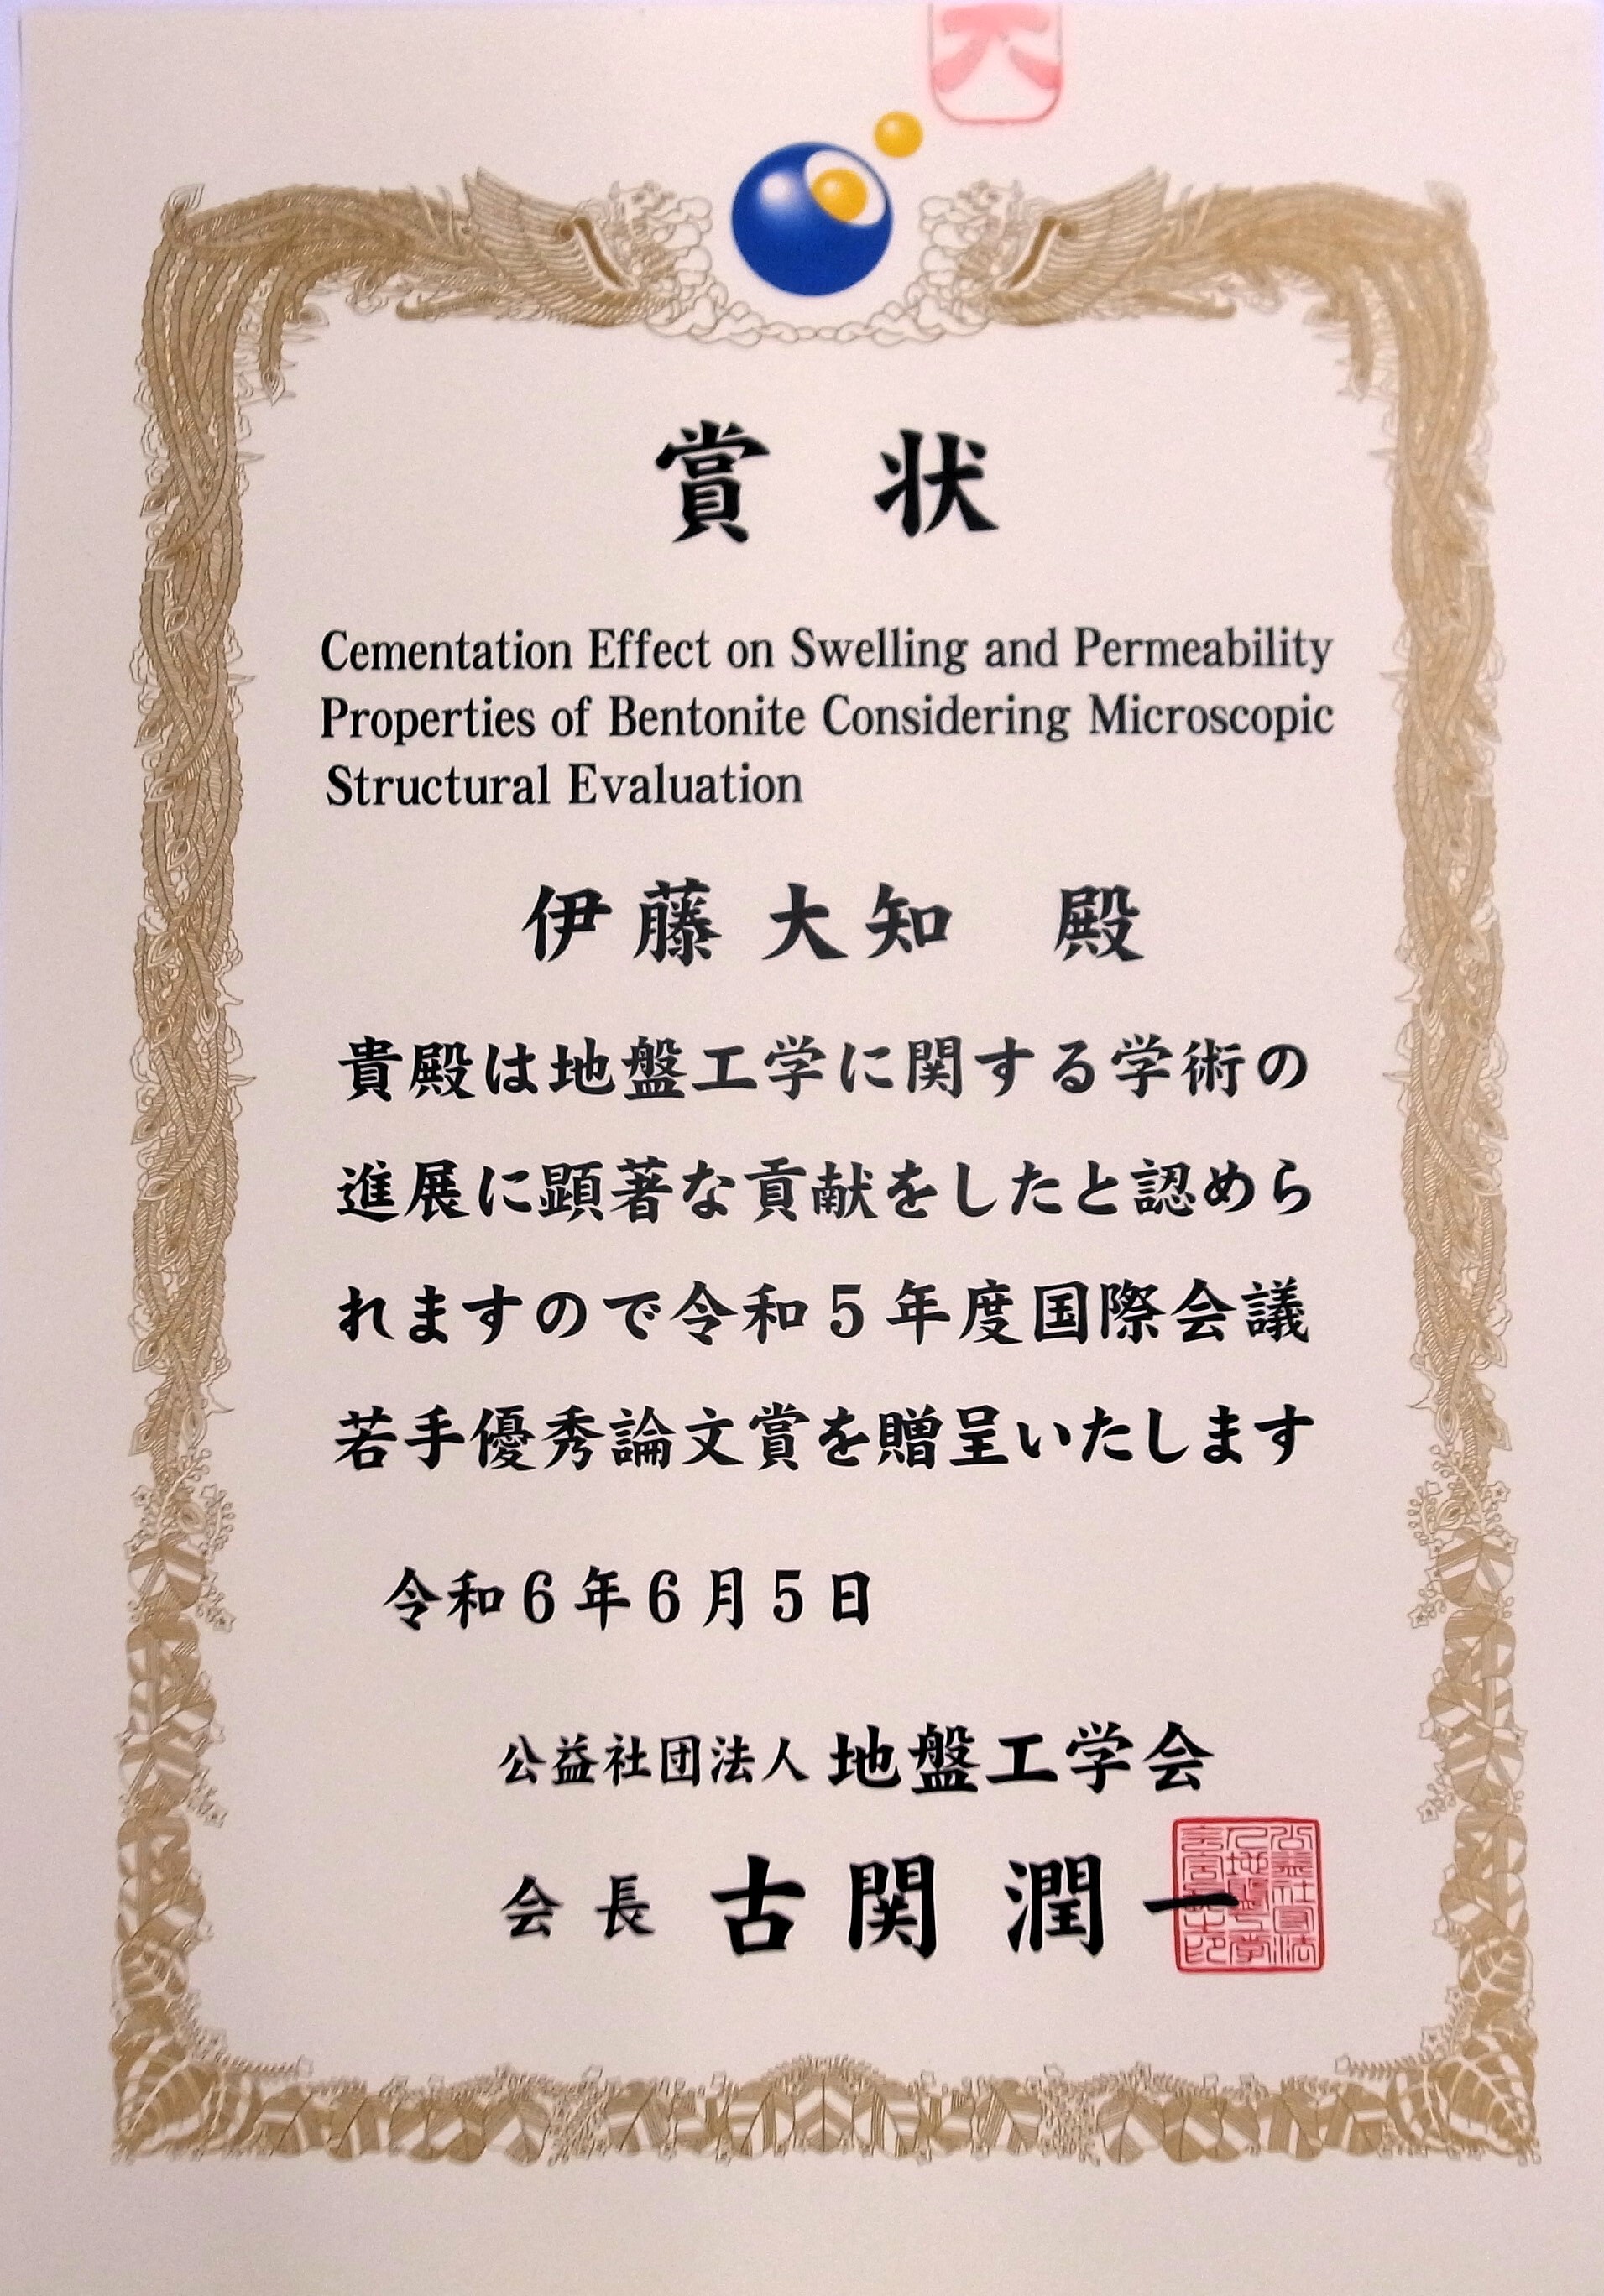 賞状
Cementation Effect on Swelling and Permeability
Properties of Bentonite Considering Microscopic
Structural Evaluation
伊藤大知 殿
貴殿は地盤工学に関する学術の
進展に顕著な貢献をしたと認めら
れますので令和5年度国際会議
若手優秀論文賞を贈呈いたします
令和6年6月5日
公益社団法人 地盤工学会
会長 古関潤一